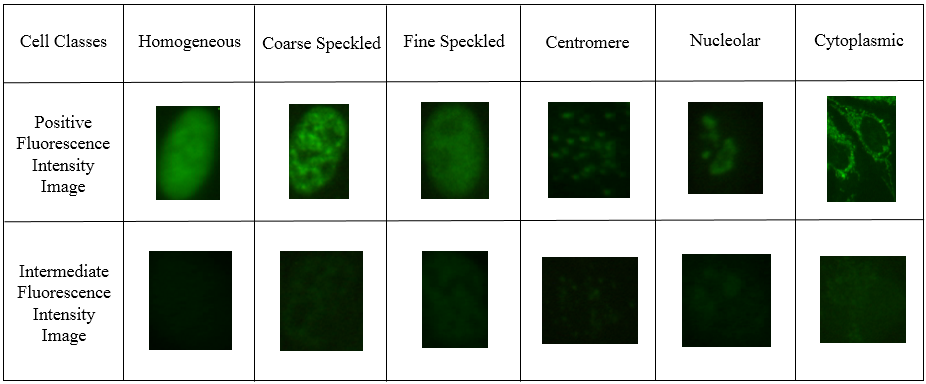 Cell Classes
Homogeneous
Coarse Speckled
Fine Speckled
Centromere
Nucleolar
Cytoplasmic
Positive
Fluorescence
Intensity
Image
Intermediate
Fluorescence
Intensity
Image